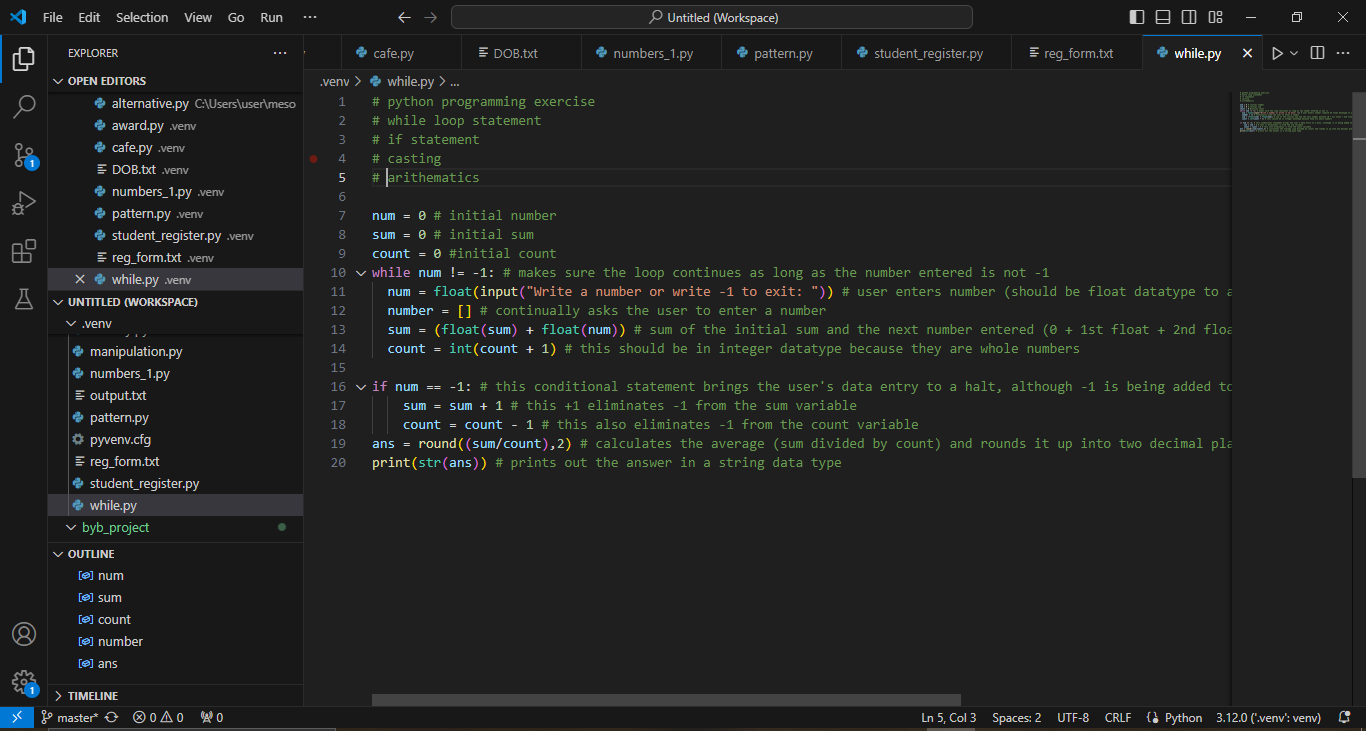 File Edit Selection View Go Run ··· Untitled (Workspace)
EXPLORER ···
OPEN EDITORS
alternative.py C:\Users\user\meso
award.py .venv
cafe.py .venv
DOB.txt .venv
numbers_1.py .venv
pattern.py .venv
student_register.py .venv
reg_form.txt .venv
while.py .venv
UNTITLED (WORKSPACE)
.venv
manipulation.py
numbers_1.py
output.txt
pattern.py
pyvenv.cfg
reg_form.txt
student_register.py
while.py
byb_project
OUTLINE
num
sum
count
number
ans
TIMELINE
1
1
cafe.py DOB.txt numbers_1.py pattern.py student_register.py reg_form.txt while.py ···
.venv > while.py > ...
1 # python programming exercise
2 # while loop statement
3 # if statement
4 # casting
5 # arithematics
6
7 num = 0 # initial number
8 sum = 0 # initial sum
9 count = 0 #initial count
10 while num != -1: # makes sure the loop continues as long as the number entered is not -1
11 num = float(input("Write a number or write -1 to exit: ")) # user enters number (should be float datatype to a
12 number = [] # continually asks the user to enter a number
13 sum = (float(sum) + float(num)) # sum of the initial sum and the next number entered (0 + 1st float + 2nd floa
14 count = int(count + 1) # this should be in integer datatype because they are whole numbers
15
16 if num == -1: # this conditional statement brings the user's data entry to a halt, although -1 is being added to
17 sum = sum + 1 # this +1 eliminates -1 from the sum variable
18 count = count - 1 # this also eliminates -1 from the count variable
19 ans = round((sum/count),2) # calculates the average (sum divided by count) and rounds it up into two decimal pla
20 print(str(ans)) # prints out the answer in a string data type
master* 0 0 0 Ln 5, Col 3 Spaces: 2 UTF-8 CRLF Python 3.12.0 ('.venv': venv)